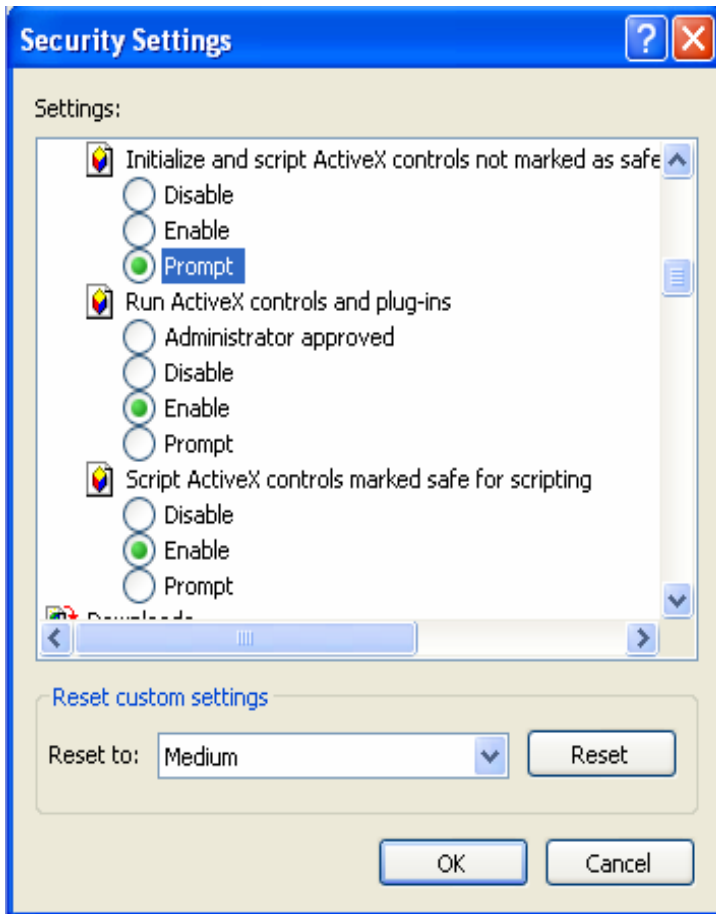 Security Settings
Settings:
Initialize and script ActiveX controls not marked as safe
Disable
Enable
Prompt
Run ActiveX controls and plug-ins
Administrator approved
Disable
Enable
Prompt
Script ActiveX controls marked safe for scripting
Disable
Enable
Prompt
Downloads
Reset custom settings
Reset to:
Medium
Reset
OK
Cancel